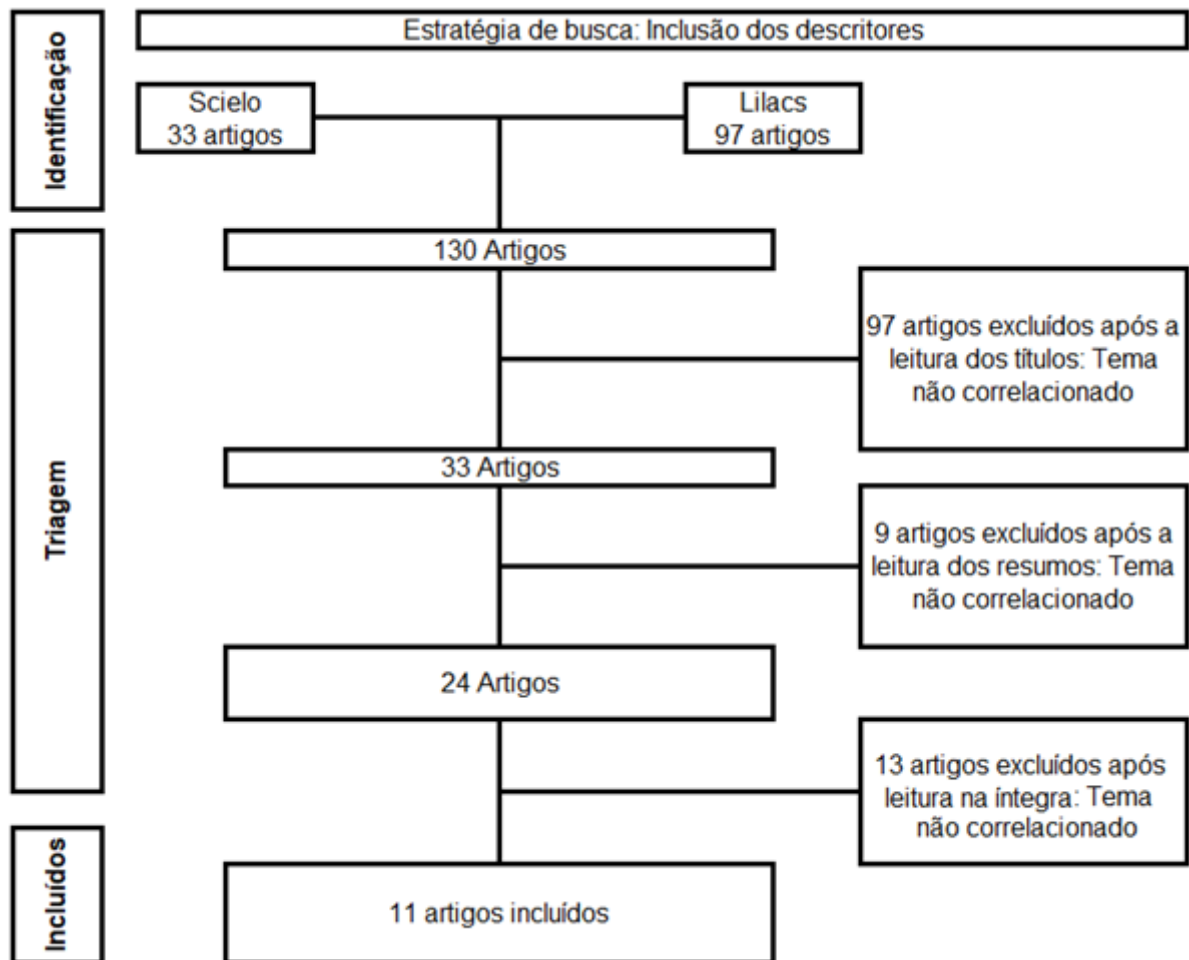 Identificação
Estratégia de busca: Inclusão dos descritores
Scielo
33 artigos
Lilacs
97 artigos
Triagem
130 Artigos
97 artigos excluídos após a
leitura dos títulos: Tema
não correlacionado
33 Artigos
9 artigos excluídos após a
leitura dos resumos: Tema
não correlacionado
24 Artigos
13 artigos excluídos após
leitura na íntegra: Tema
não correlacionado
Incluídos
11 artigos incluídos